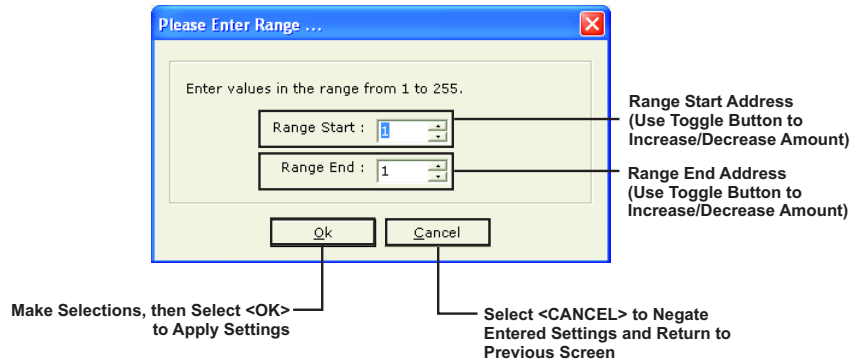 Please Enter Range ...
Enter values in the range from 1 to 255.
Range Start : 1
Range End : 1
Ok
Cancel
Range Start Address
(Use Toggle Button to
Increase/Decrease Amount)
Range End Address
(Use Toggle Button to
Increase/Decrease Amount)
Make Selections, then Select <OK>
to Apply Settings
Select <CANCEL> to Negate
Entered Settings and Return to
Previous Screen